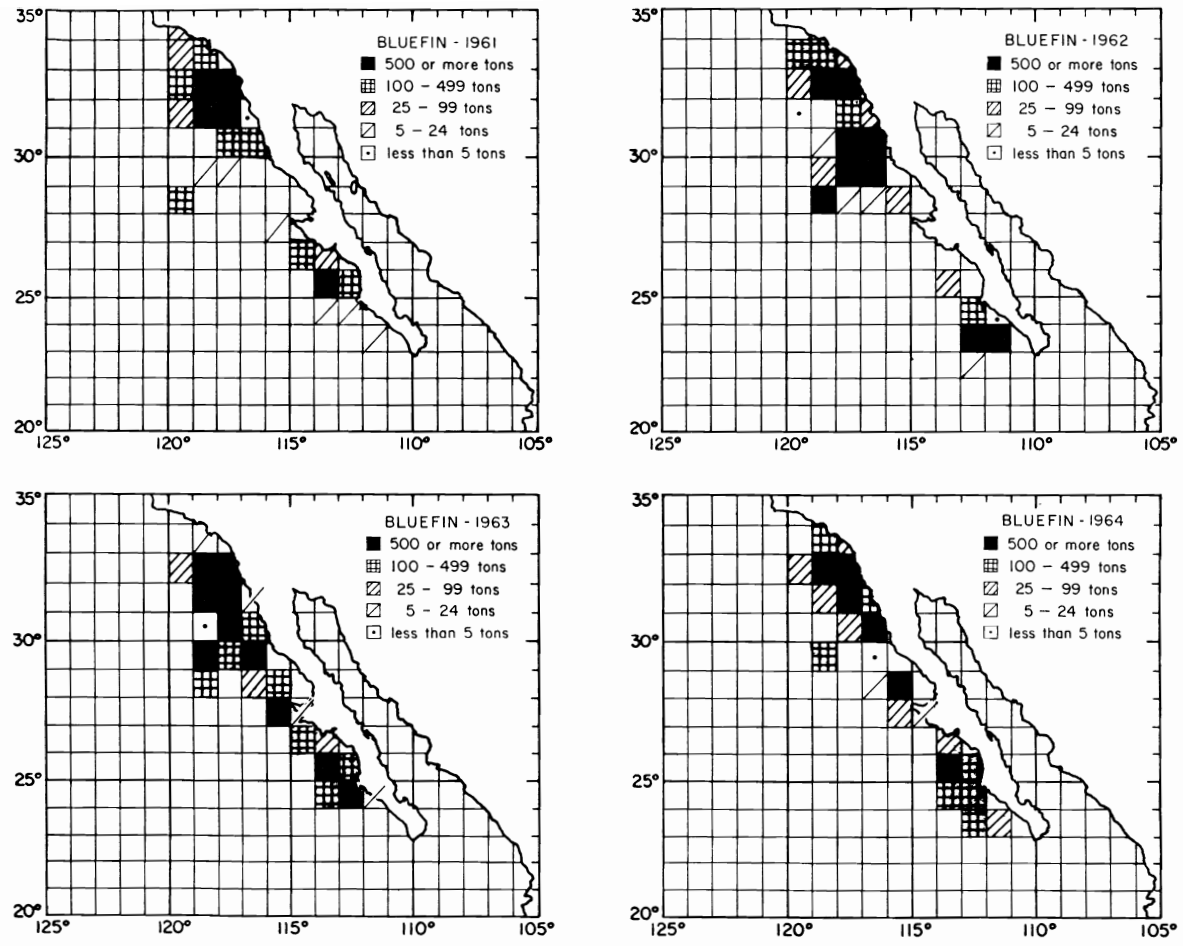 35°
30°
25°
20°
125° 120° 115° 110° 105°
BLUEFIN - 1961
500 or more tons
100 - 499 tons
25 - 99 tons
5 - 24 tons
less than 5 tons
35°
30°
25°
20°
125° 120° 115° 110° 105°
BLUEFIN - 1962
500 or more tons
100 - 499 tons
25 - 99 tons
5 - 24 tons
less than 5 tons
35°
30°
25°
20°
125° 120° 115° 110° 105°
BLUEFIN - 1963
500 or more tons
100 - 499 tons
25 - 99 tons
5 - 24 tons
less than 5 tons
35°
30°
25°
20°
125° 120° 115° 110° 105°
BLUEFIN - 1964
500 or more tons
100 - 499 tons
25 - 99 tons
5 - 24 tons
less than 5 tons